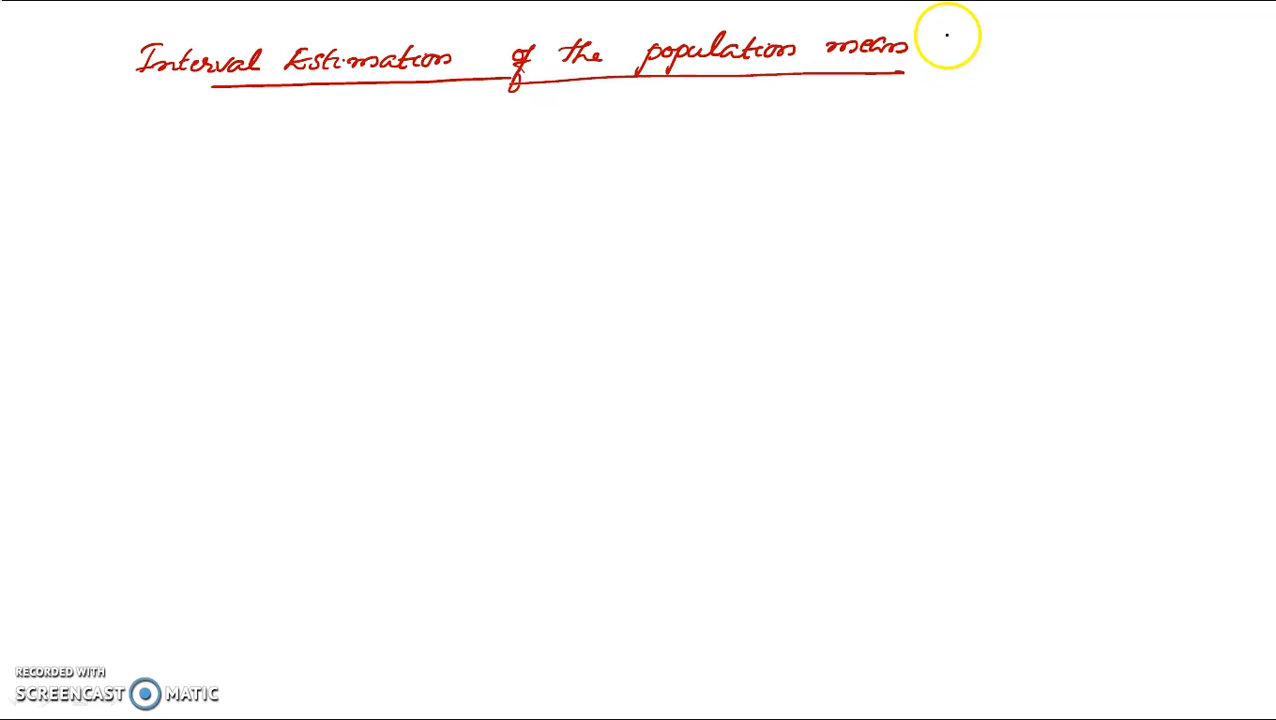 Interval Estimation of the population mean
RECORDED WITH
SCREENCAST MATIC